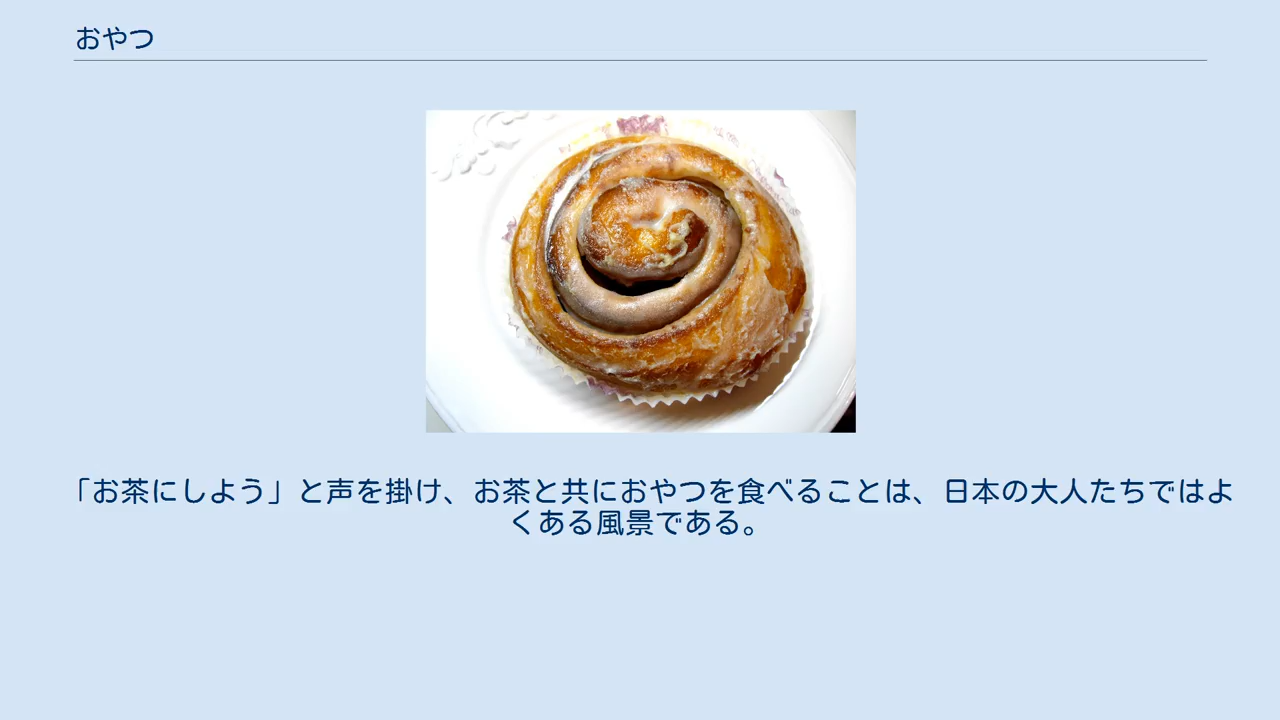 おやつ
「お茶にしよう」と声を掛け、お茶と共におやつを食べることは、日本の大人たちではよ
くある風景である。